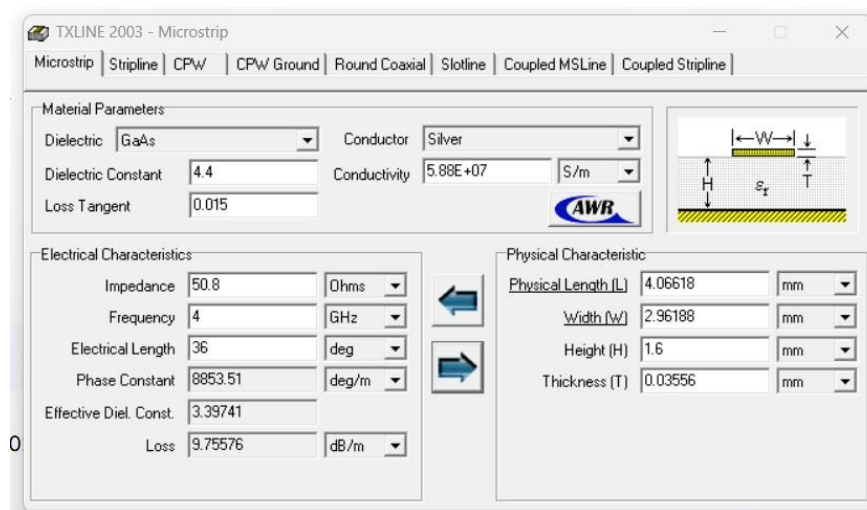 TXLINE 2003 - Microstrip
Microstrip Stripline CPW CPW Ground Round Coaxial Slotline Coupled MSLine Coupled Stripline
Material Parameters
Dielectric GaAs Conductor Silver
Dielectric Constant 4.4 Conductivity 5.88E+07 S/m
Loss Tangent 0.015 AWR
W
H εr T
Electrical Characteristics
Impedance 50.8 Ohms
Frequency 4 GHz
Electrical Length 36 deg
Phase Constant 8853.51 deg/m
Effective Diel. Const. 3.39741
Loss 9.75576 dB/m
Physical Characteristic
Physical Length (L) 4.06618 mm
Width (W) 2.96188 mm
Height (H) 1.6 mm
Thickness (T) 0.03556 mm
0